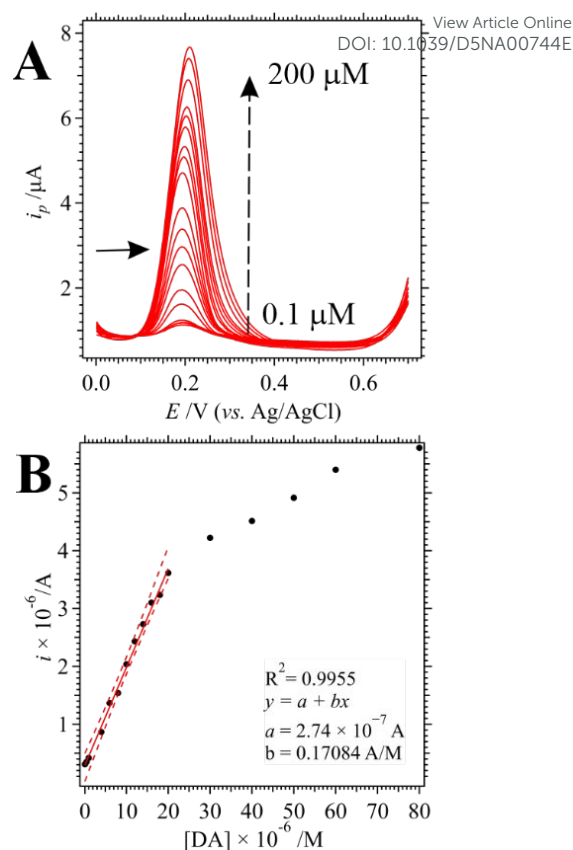 View Article Online
DOI: 10.1039/D5NA00744E
A
8
200 μM
6
4
2
0.1 μM
0.0 0.2 0.4 0.6
i_p /μA
E /V (vs. Ag/AgCl)
B
5
4
3
2
1
i × 10⁻⁶/A
R² = 0.9955
y = a + bx
a = 2.74 × 10⁻⁷ A
b = 0.17084 A/M
0 10 20 30 40 50 60 70 80
[DA] × 10⁻⁶ /M